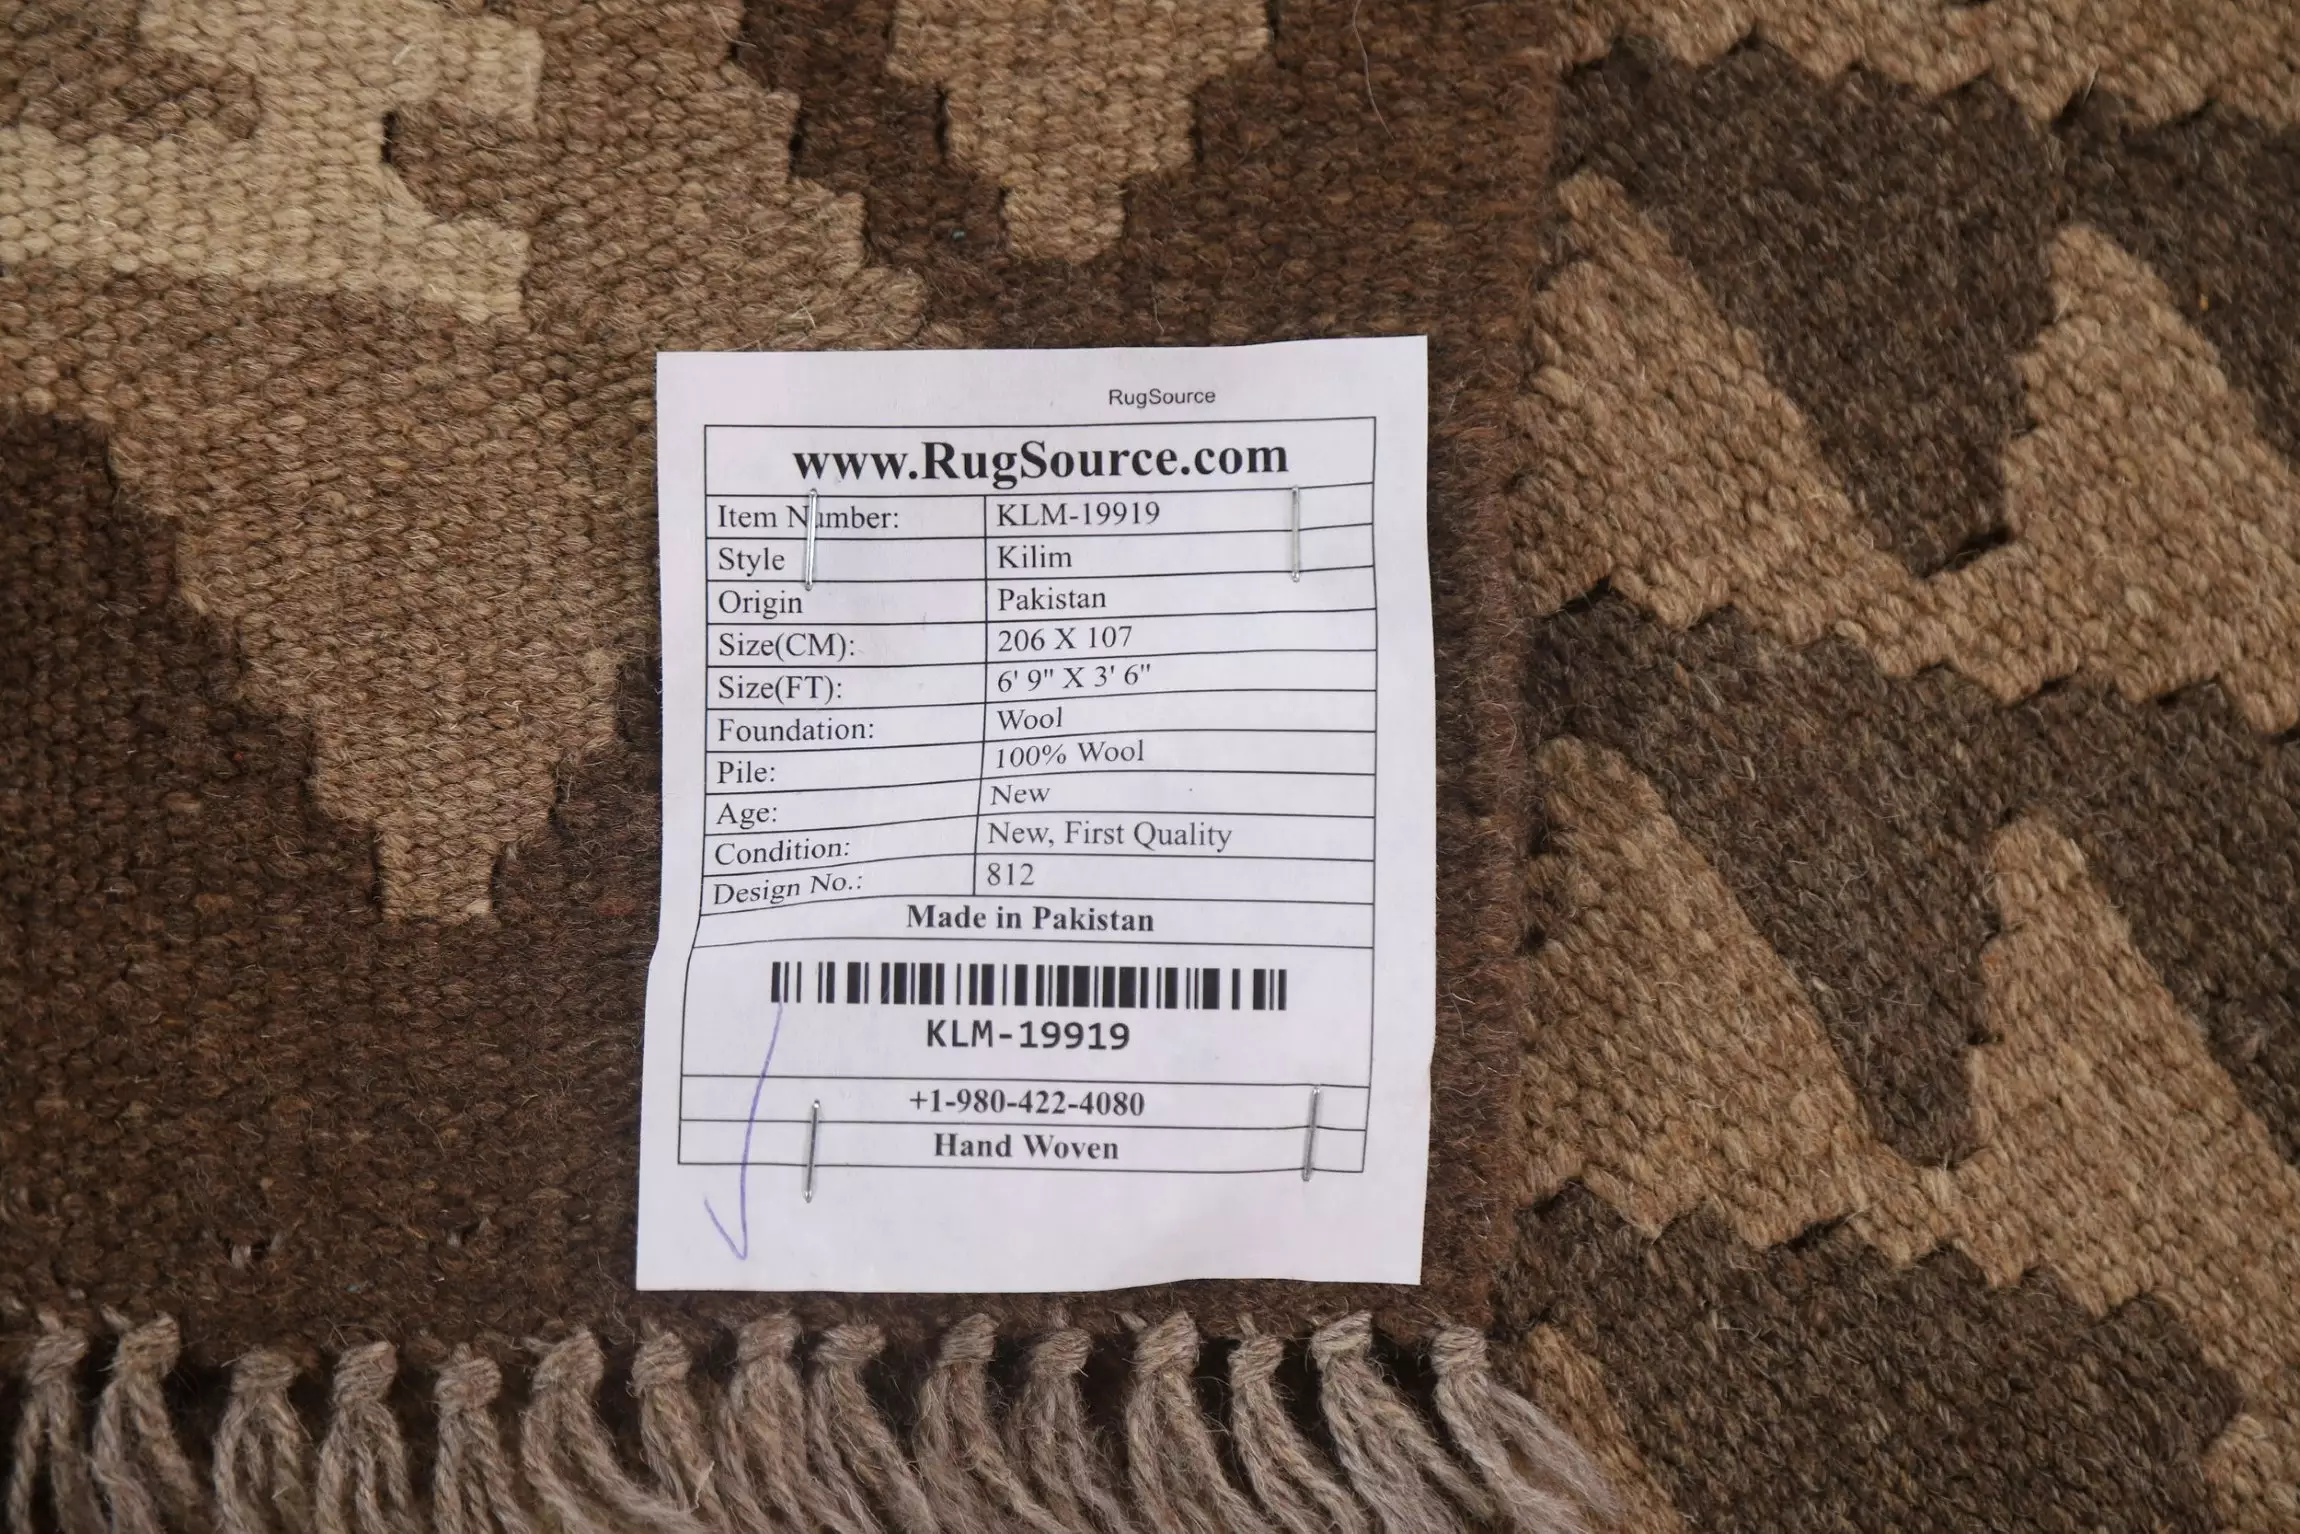 RugSource
www.RugSource.com
Item Number: KLM-19919
Style Kilim
Origin Pakistan
Size(CM): 206 X 107
Size(FT): 6' 9" X 3' 6"
Foundation: Wool
Pile: 100% Wool
Age: New
Condition: New, First Quality
Design No.: 812
Made in Pakistan
KLM-19919
+1-980-422-4080
Hand Woven